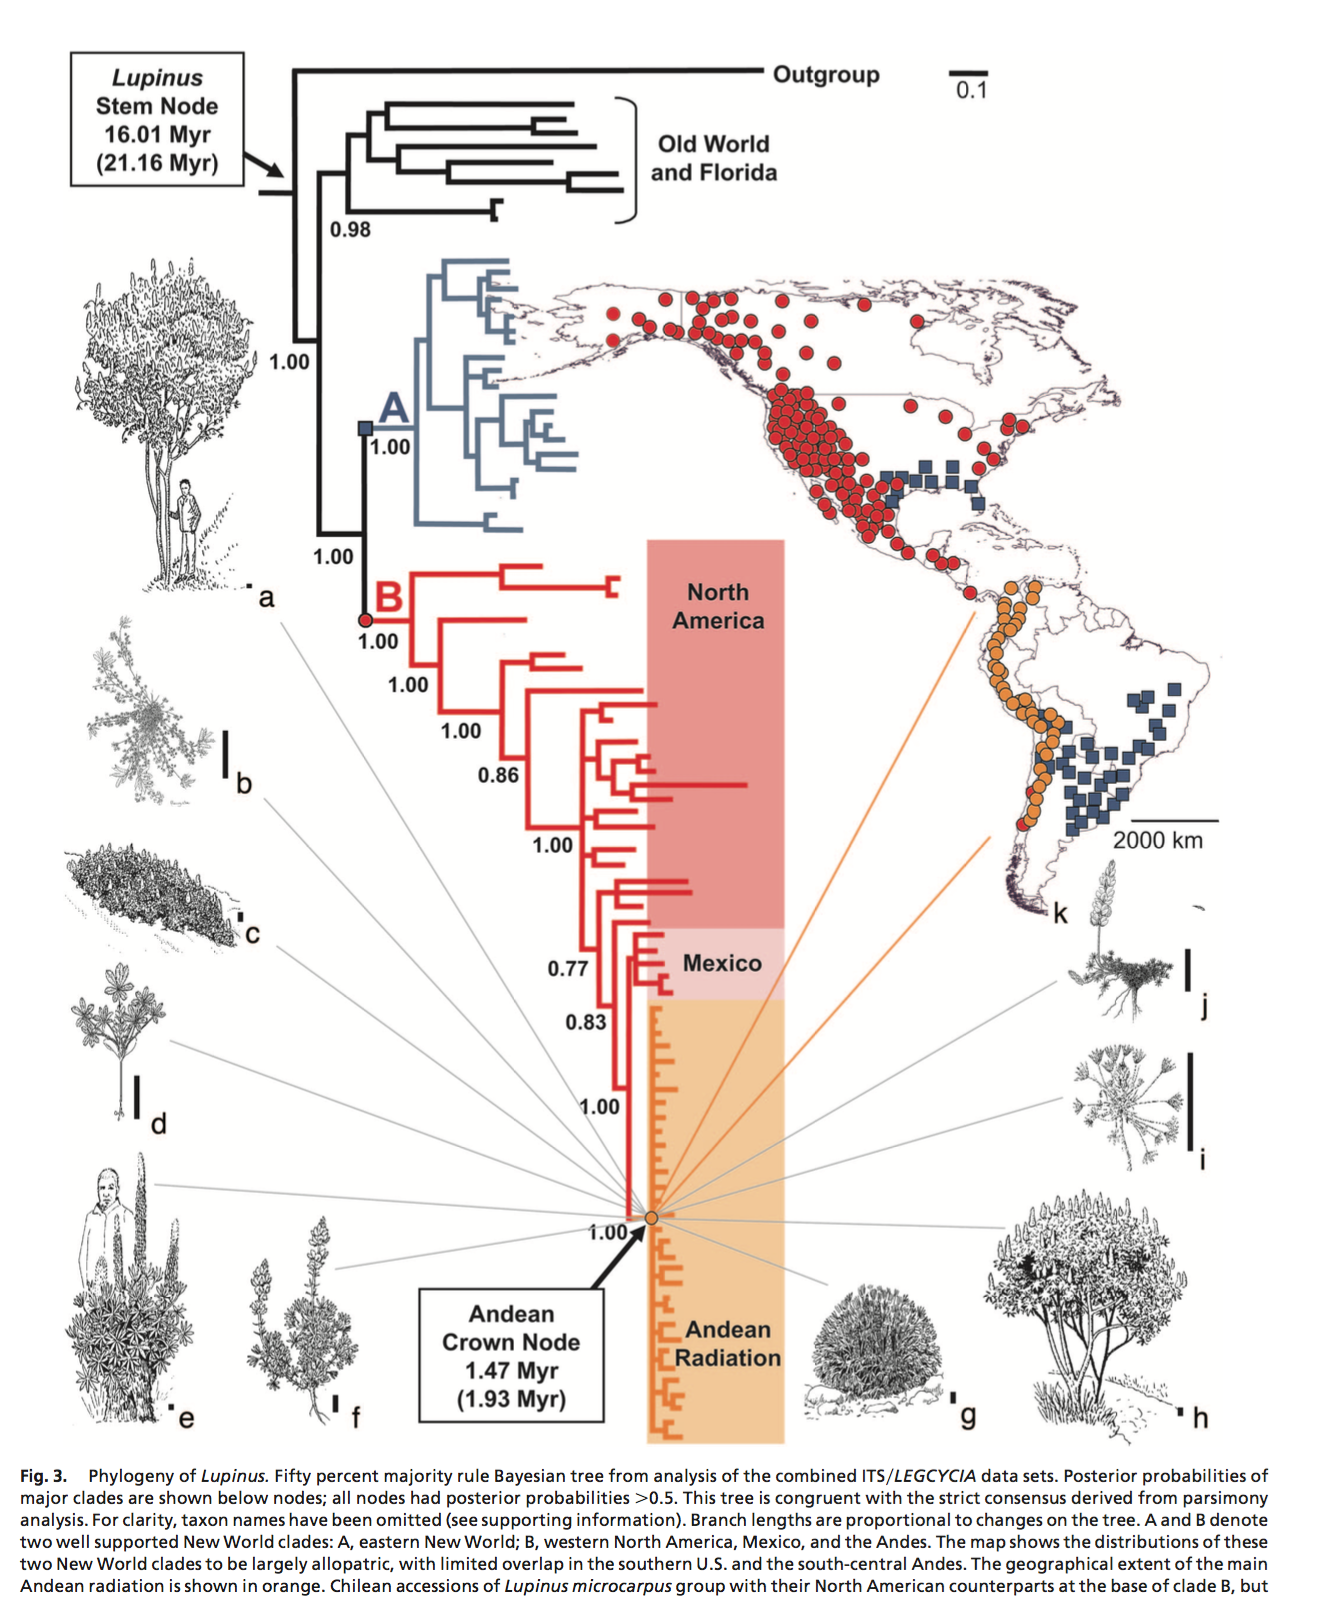 Lupinus
Stem Node
16.01 Myr
(21.16 Myr)
Outgroup
0.1
Old World
and Florida
0.98
1.00
A
1.00
1.00
B
1.00
North
America
1.00
1.00
0.86
1.00
2000 km
0.77
Mexico
0.83
1.00
1.00
Andean
Crown Node
1.47 Myr
(1.93 Myr)
Andean
Radiation
a
b
c
d
e
f
g
h
i
j
k
Fig. 3. Phylogeny of Lupinus. Fifty percent majority rule Bayesian tree from analysis of the combined ITS/LEGCYCIA data sets. Posterior probabilities of
major clades are shown below nodes; all nodes had posterior probabilities >0.5. This tree is congruent with the strict consensus derived from parsimony
analysis. For clarity, taxon names have been omitted (see supporting information). Branch lengths are proportional to changes on the tree. A and B denote
two well supported New World clades: A, eastern New World; B, western North America, Mexico, and the Andes. The map shows the distributions of these
two New World clades to be largely allopatric, with limited overlap in the southern U.S. and the south-central Andes. The geographical extent of the main
Andean radiation is shown in orange. Chilean accessions of Lupinus microcarpus group with their North American counterparts at the base of clade B, but